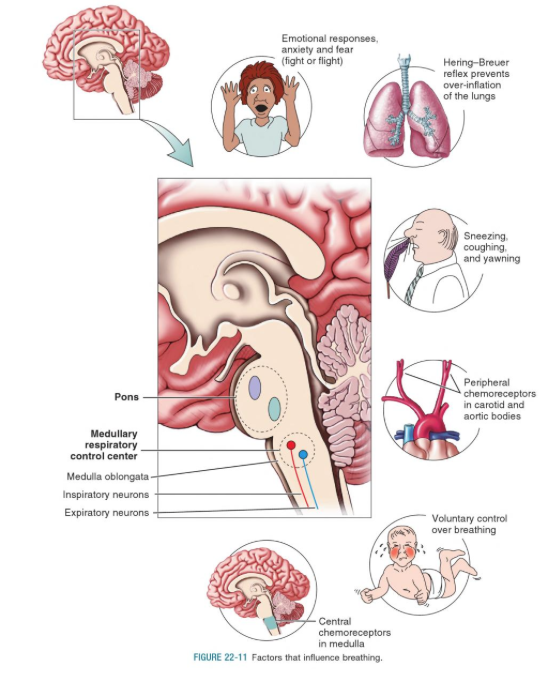 Emotional responses,
anxiety and fear
(fight or flight)
Hering–Breuer
reflex prevents
over-inflation
of the lungs
Sneezing,
coughing,
and yawning
Pons
Medullary
respiratory
control center
Medulla oblongata
Inspiratory neurons
Expiratory neurons
Peripheral
chemoreceptors
in carotid and
aortic bodies
Voluntary control
over breathing
Central
chemoreceptors
in medulla
FIGURE 22-11 Factors that influence breathing.